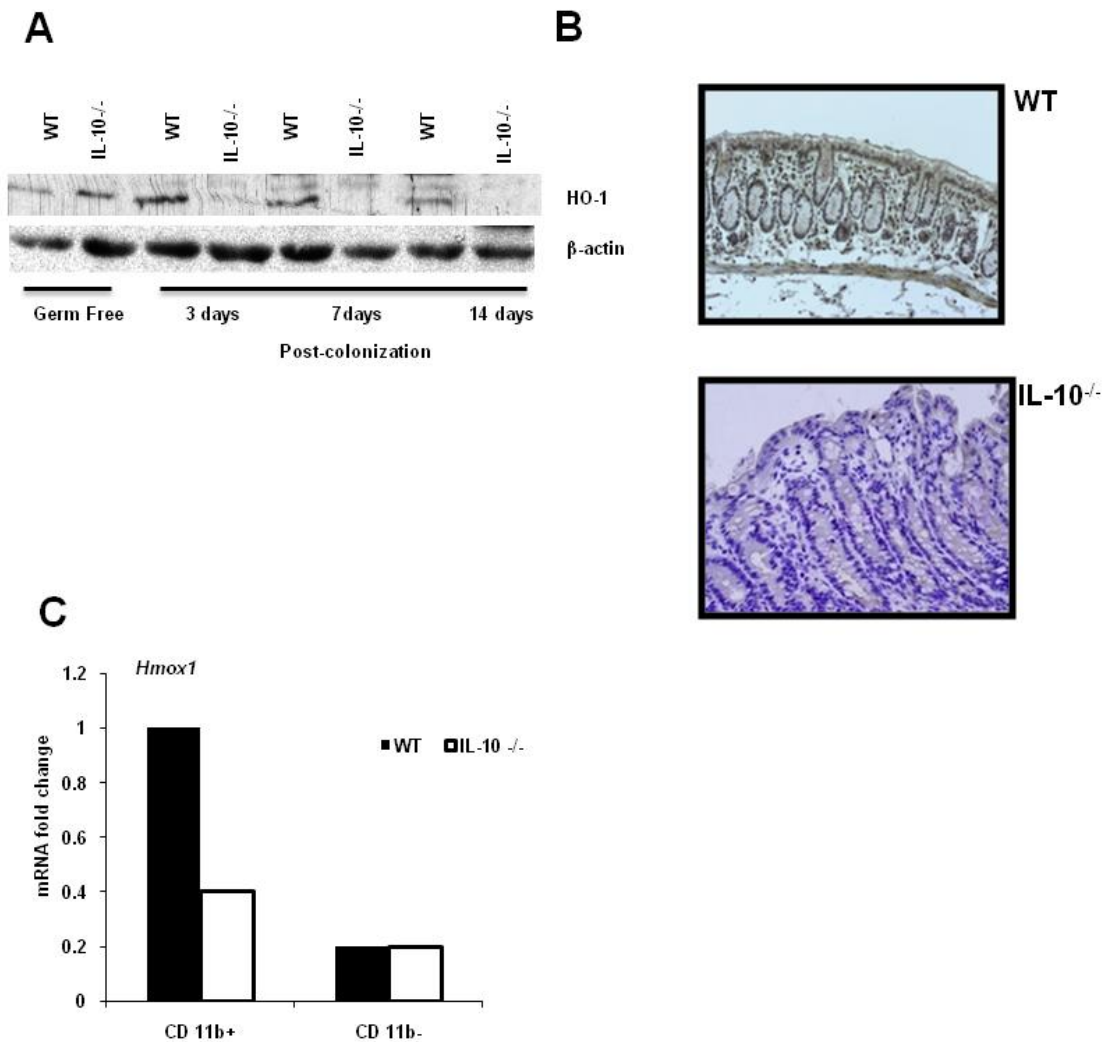 A
WT IL-10-/- WT IL-10-/- WT IL-10-/- WT IL-10-/-
HO-1
β-actin
Germ Free 3 days 7days 14 days
Post-colonization
B
WT
IL-10-/-
C
Hmox1
1.2
1
0.8
0.6
0.4
0.2
0
mRNA fold change
WT IL-10 -/-
CD 11b+ CD 11b-